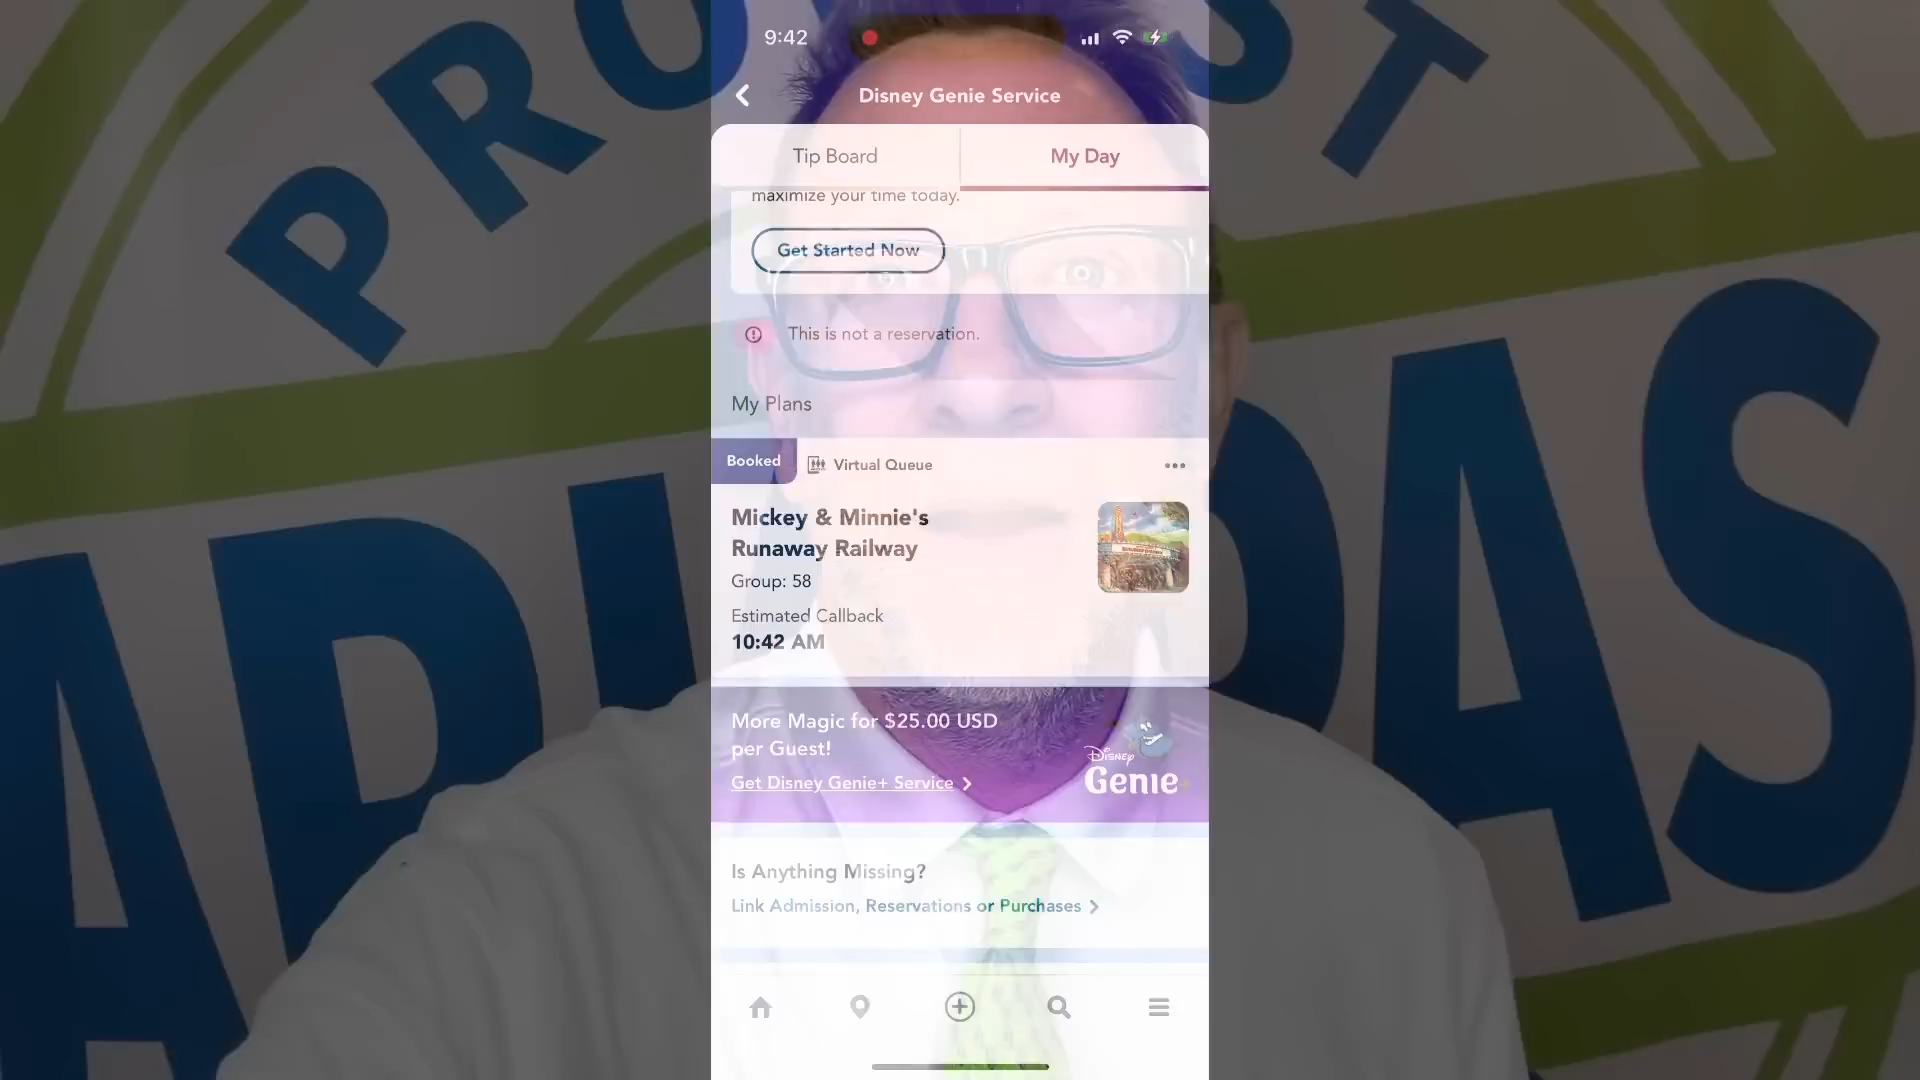 9:42
Disney Genie Service
Tip Board
My Day
maximize your time today.
Get Started Now
This is not a reservation.
My Plans
Booked
Virtual Queue
Mickey & Minnie's
Runaway Railway
Group: 58
Estimated Callback
10:42 AM
More Magic for $25.00 USD
per Guest!
Get Disney Genie+ Service
Disney
Genie+
Is Anything Missing?
Link Admission, Reservations or Purchases